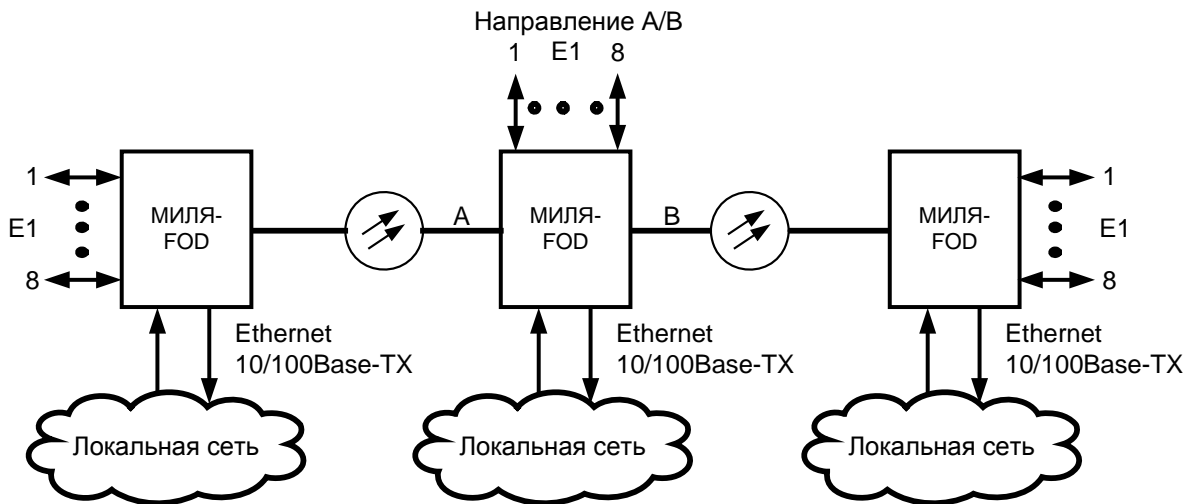 Направление А/В
1 E1 8
1
E1
8
МИЛЯ-
FOD
A
МИЛЯ-
FOD
B
МИЛЯ-
FOD
1
E1
8
Ethernet
10/100Base-TX
Ethernet
10/100Base-TX
Ethernet
10/100Base-TX
Локальная сеть
Локальная сеть
Локальная сеть